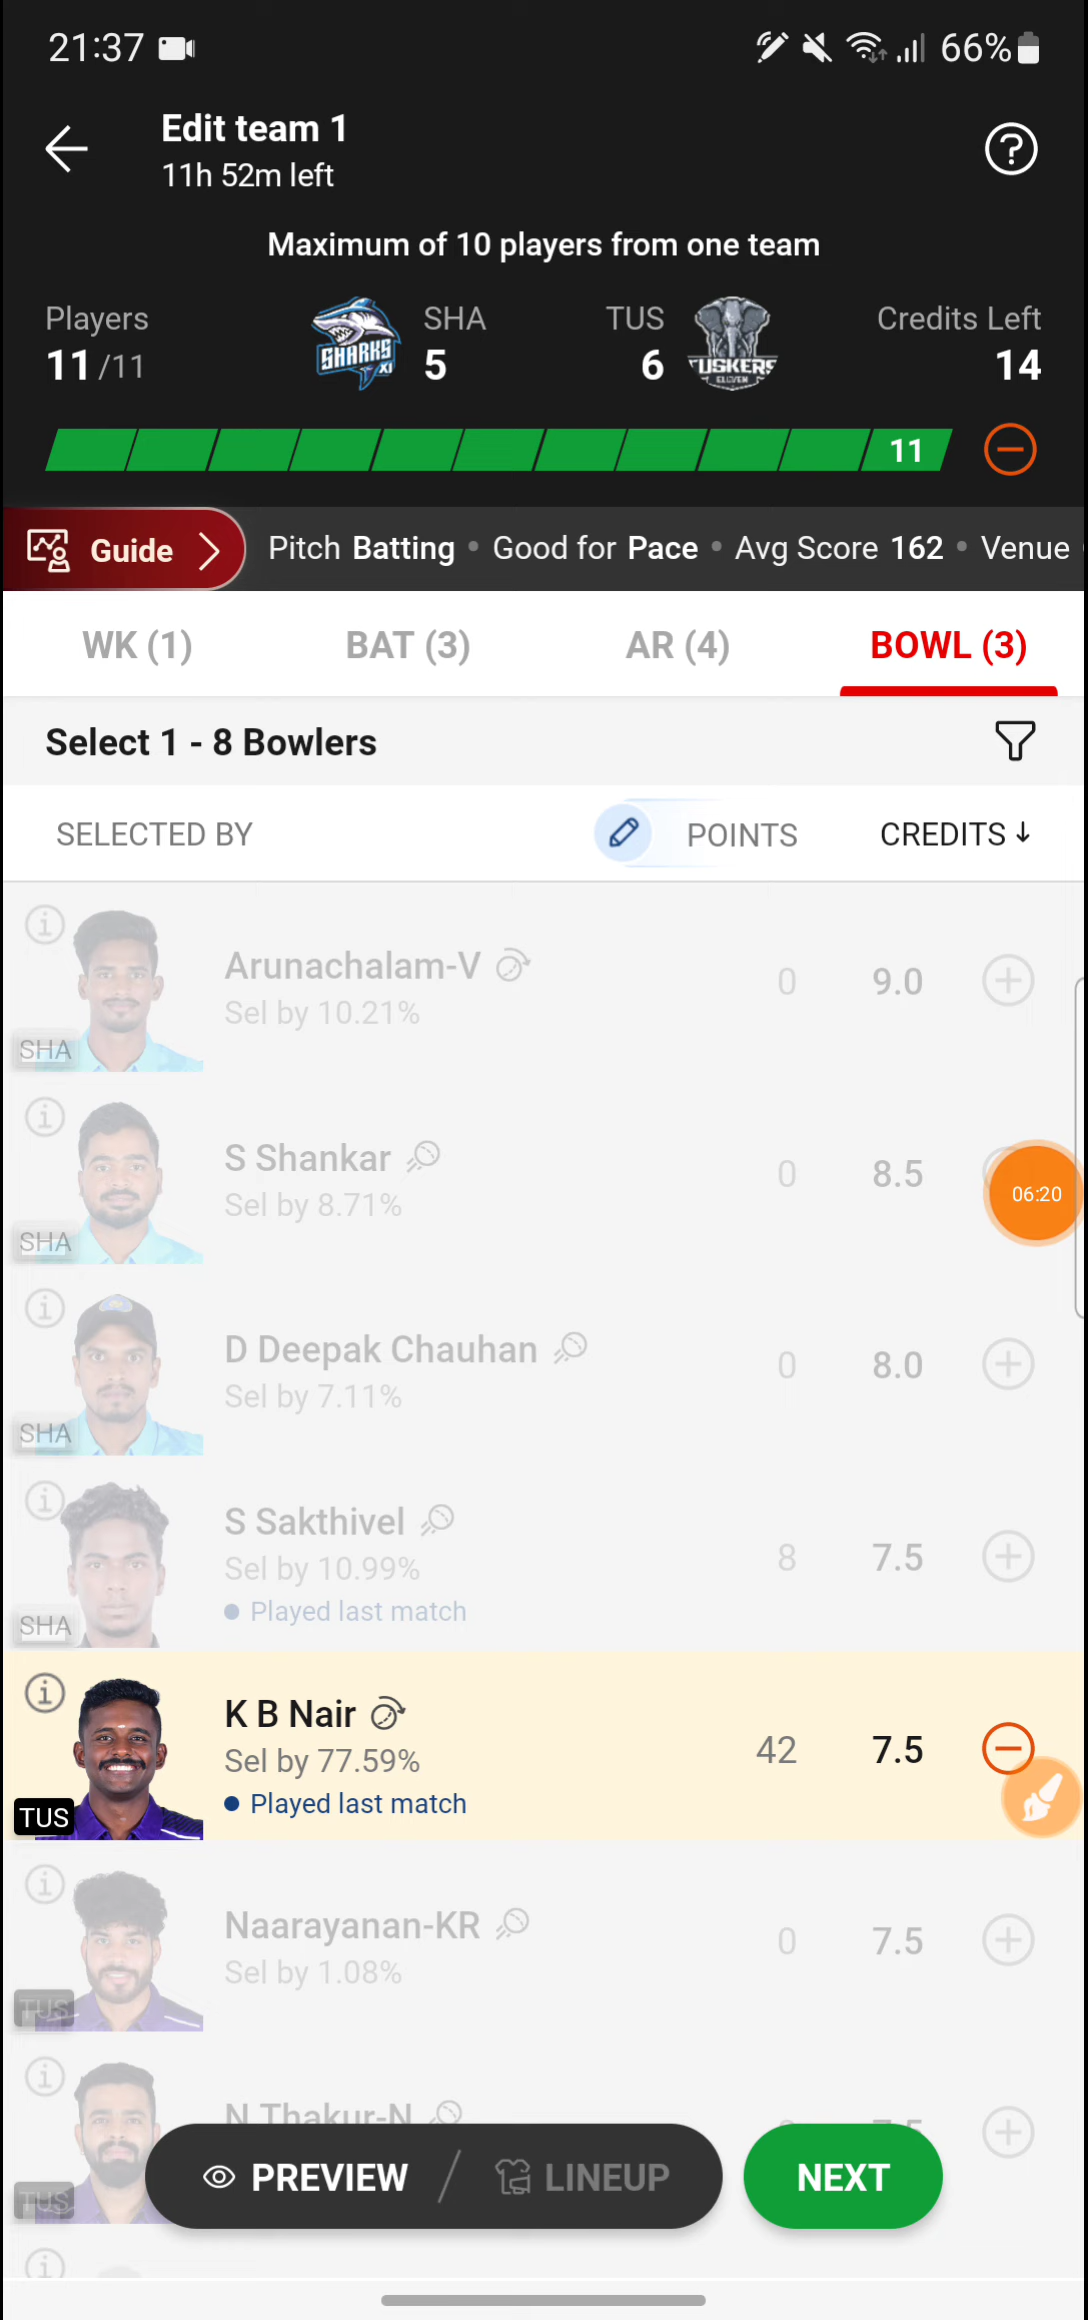 21:37
66%
Edit team 1
11h 52m left
Maximum of 10 players from one team
Players
11/11
SHARKS XI
SHA
5
TUS
6
TUSKERS
ELEVEN
Credits Left
14
11
Guide
Pitch Batting • Good for Pace • Avg Score 162 • Venue
WK (1)
BAT (3)
AR (4)
BOWL (3)
Select 1 - 8 Bowlers
SELECTED BY
POINTS
CREDITS ↓
Arunachalam-V
Sel by 10.21%
SHA
0
9.0
S Shankar
Sel by 8.71%
SHA
0
8.5
06:20
D Deepak Chauhan
Sel by 7.11%
SHA
0
8.0
S Sakthivel
Sel by 10.99%
• Played last match
SHA
8
7.5
K B Nair
Sel by 77.59%
• Played last match
TUS
42
7.5
Naarayanan-KR
Sel by 1.08%
TUS
0
7.5
N Thakur-N
TUS
7.5
PREVIEW / LINEUP
NEXT